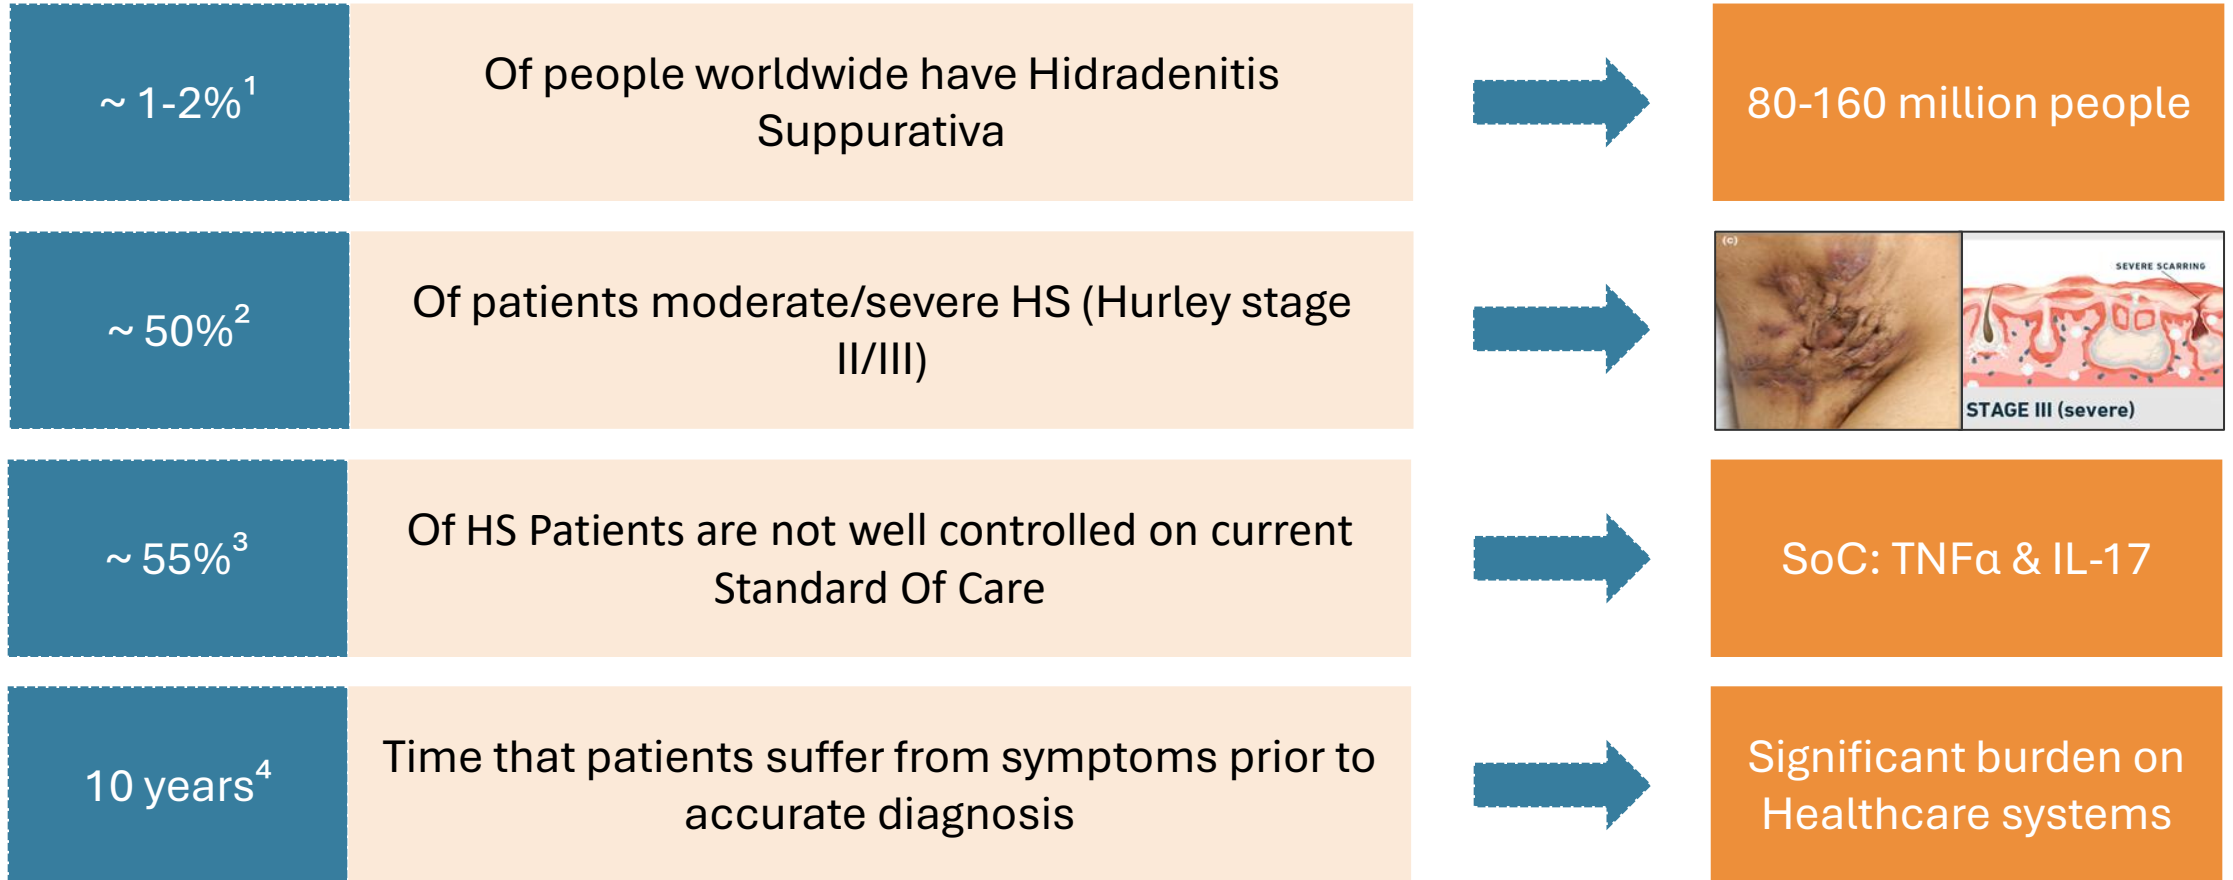 ~ 1-2%¹
Of people worldwide have Hidradenitis
Suppurativa
80-160 million people
~ 50%²
Of patients moderate/severe HS (Hurley stage
II/III)
(c)
SEVERE SCARRING
STAGE III (severe)
~ 55%³
Of HS Patients are not well controlled on current
Standard Of Care
SoC: TNFα & IL-17
10 years⁴
Time that patients suffer from symptoms prior to
accurate diagnosis
Significant burden on
Healthcare systems